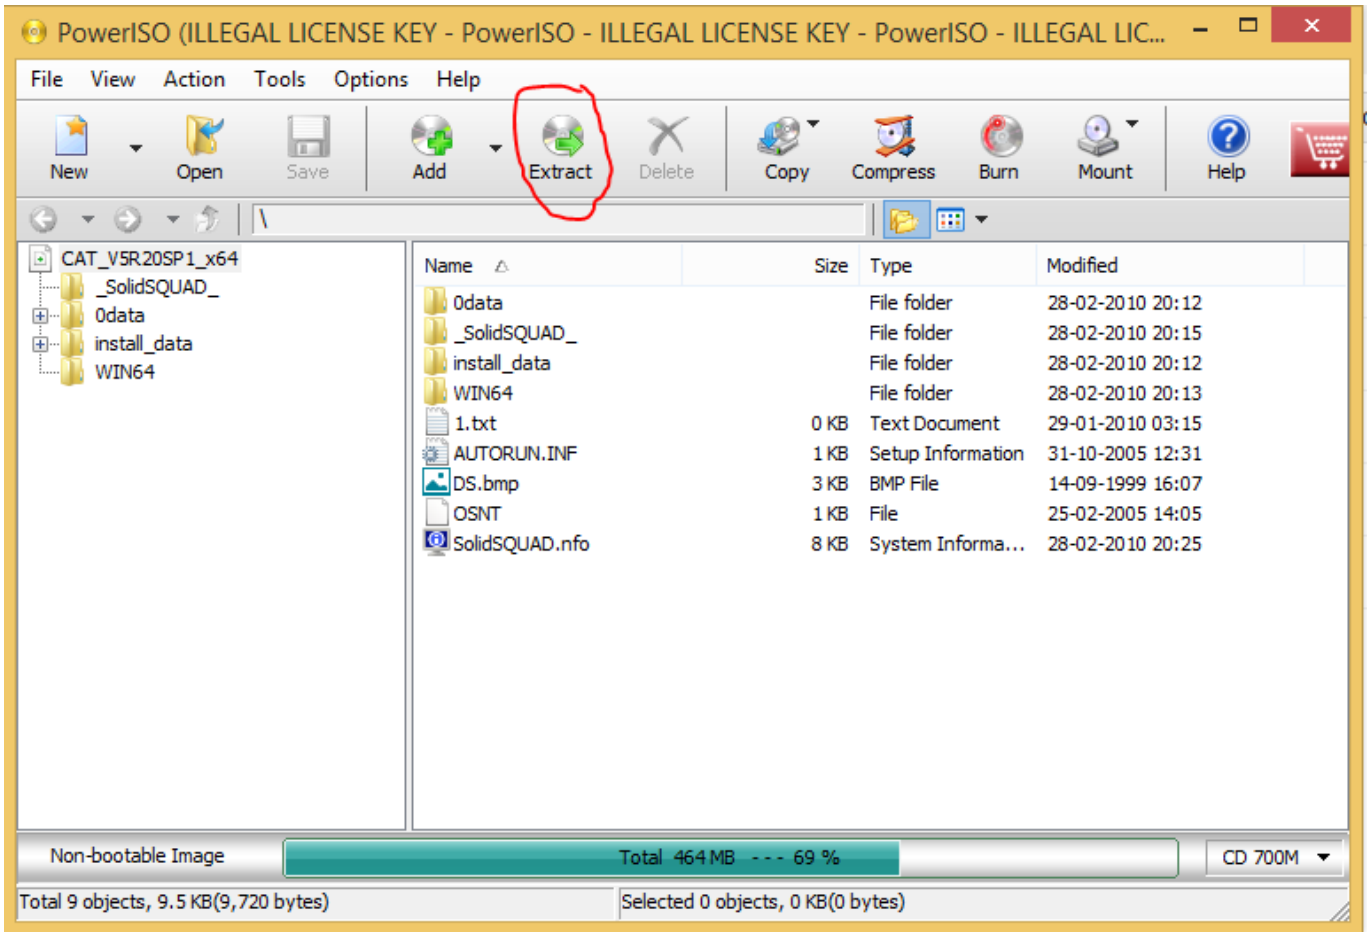 PowerISO (ILLEGAL LICENSE KEY - PowerISO - ILLEGAL LICENSE KEY - PowerISO - ILLEGAL LIC...
File View Action Tools Options Help
New Open Save Add Extract Delete Copy Compress Burn Mount Help
\
CAT_V5R20SP1_x64
_SolidSQUAD_
0data
install_data
WIN64
Name Size Type Modified
0data File folder 28-02-2010 20:12
_SolidSQUAD_ File folder 28-02-2010 20:15
install_data File folder 28-02-2010 20:12
WIN64 File folder 28-02-2010 20:13
1.txt 0 KB Text Document 29-01-2010 03:15
AUTORUN.INF 1 KB Setup Information 31-10-2005 12:31
DS.bmp 3 KB BMP File 14-09-1999 16:07
OSNT 1 KB File 25-02-2005 14:05
SolidSQUAD.nfo 8 KB System Informa... 28-02-2010 20:25
Non-bootable Image Total 464 MB - - - 69 % CD 700M
Total 9 objects, 9.5 KB(9,720 bytes) Selected 0 objects, 0 KB(0 bytes)